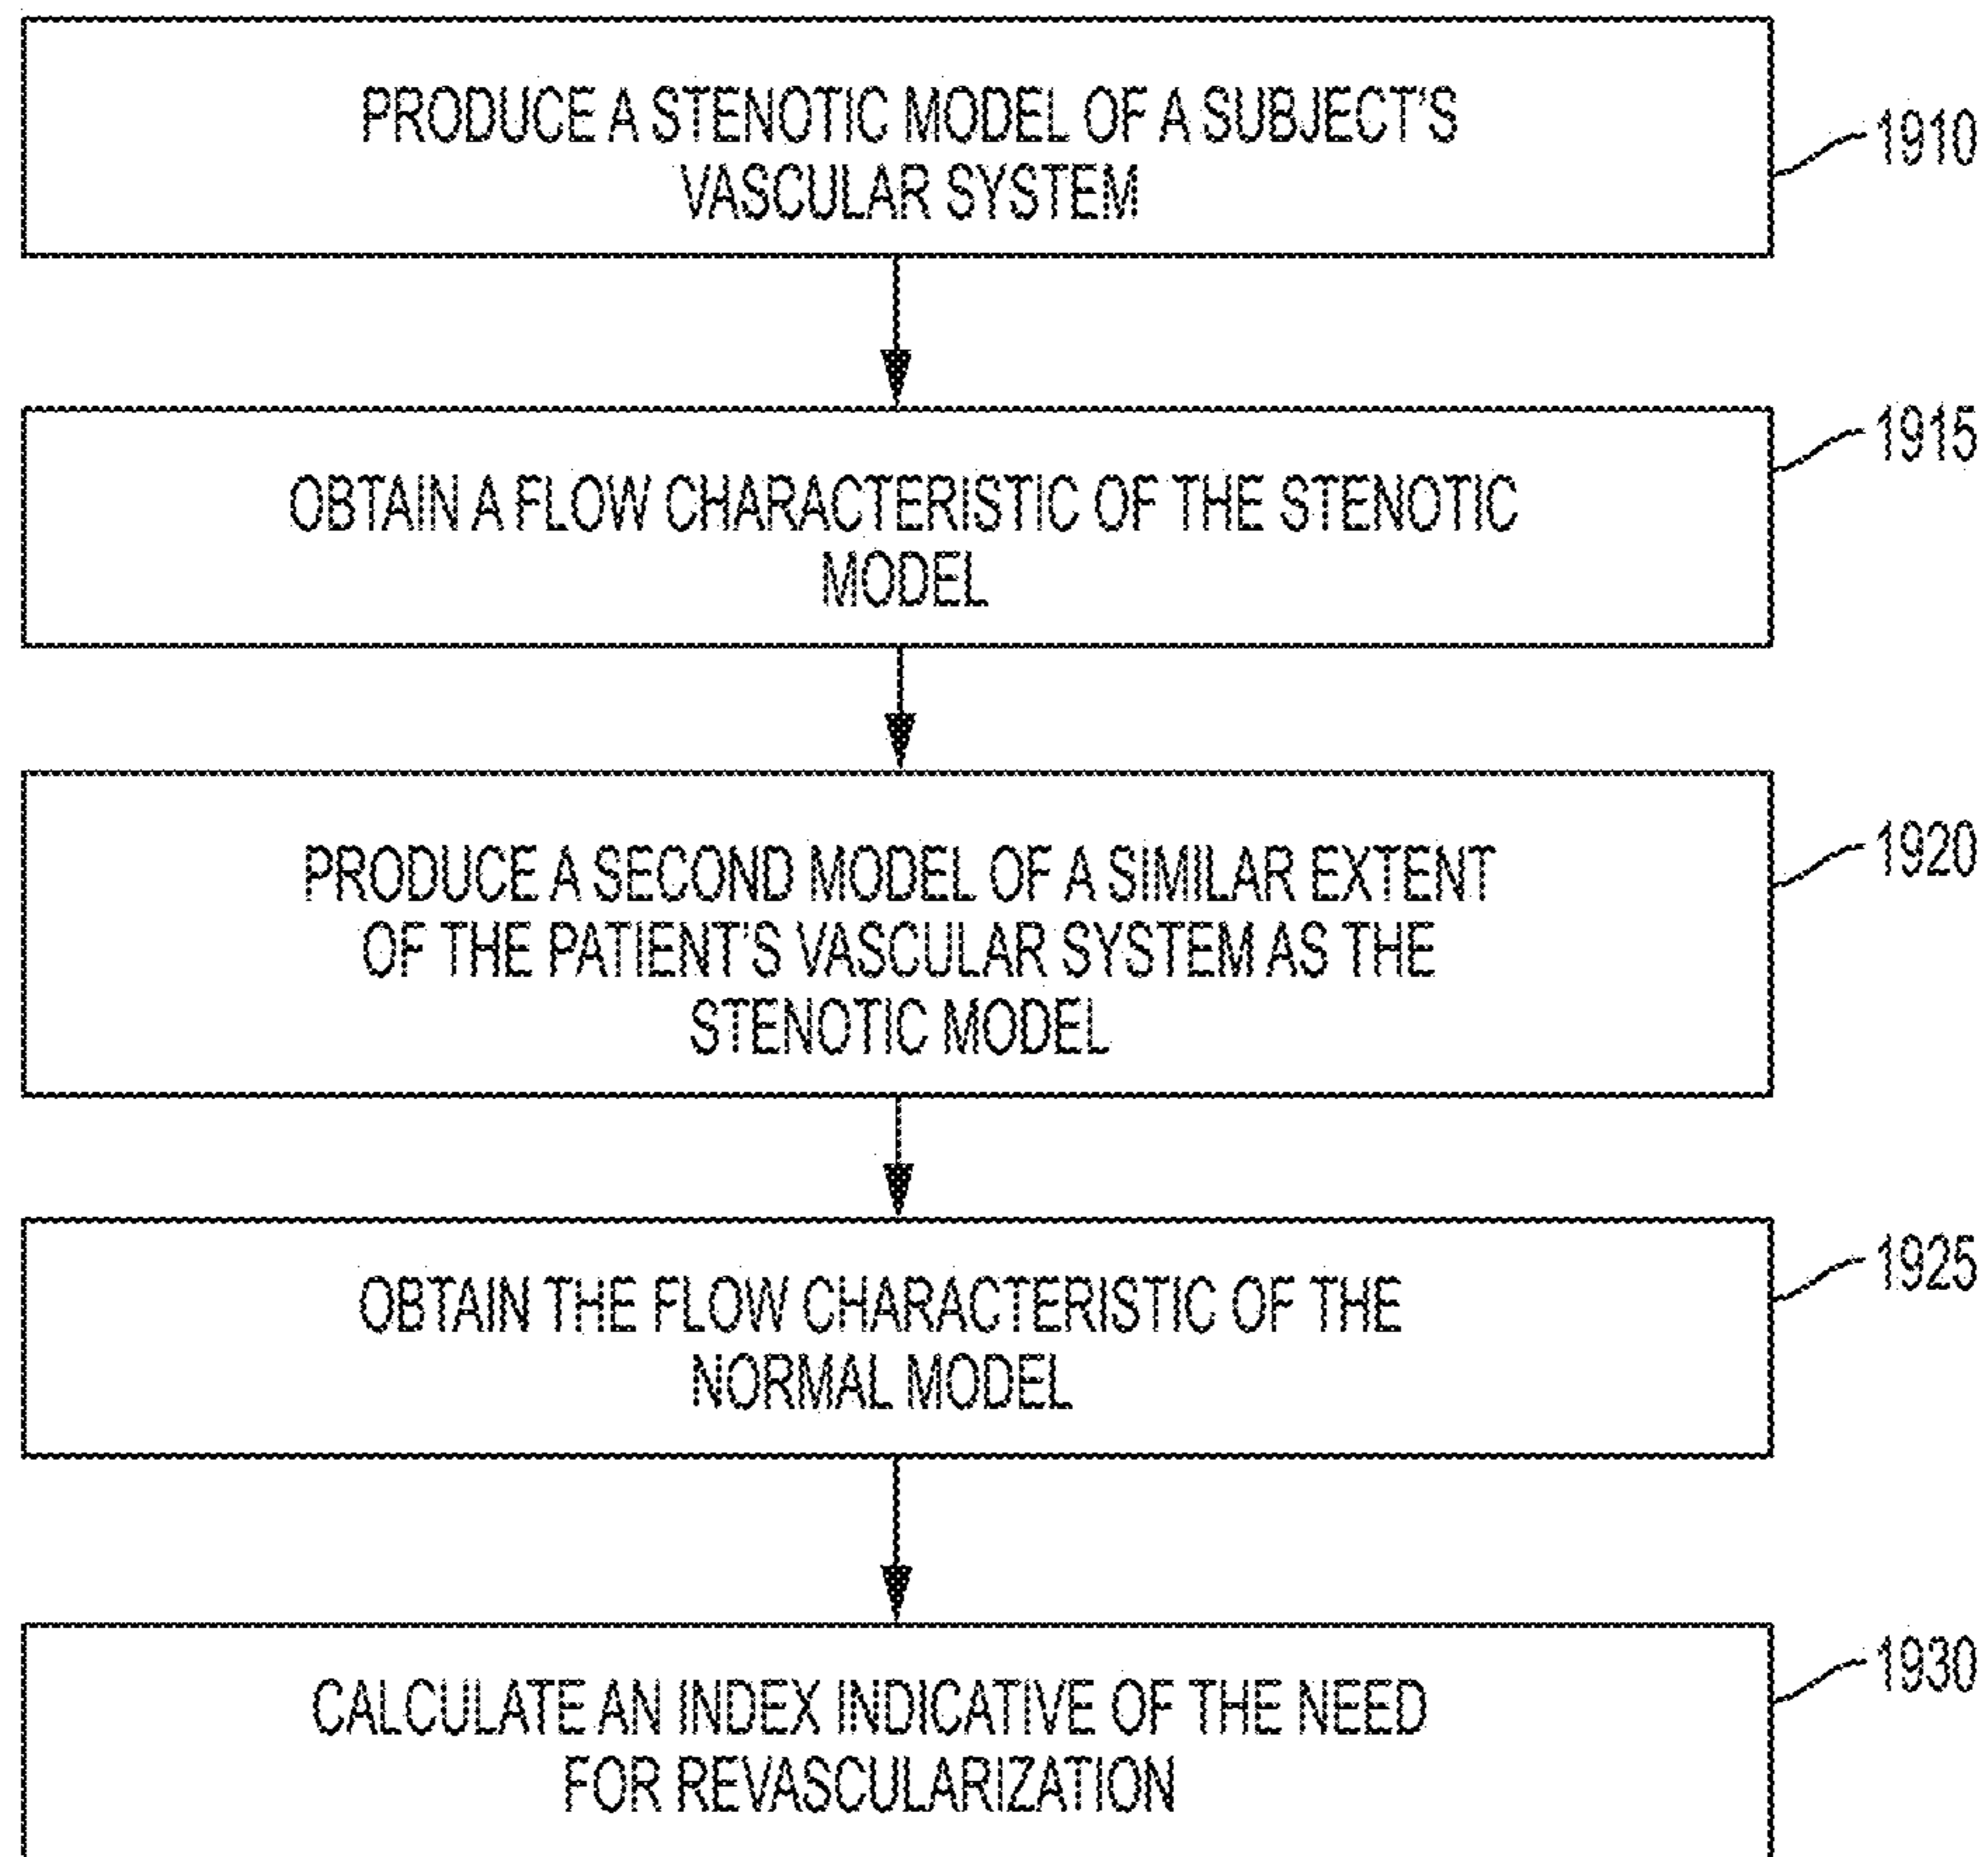 PRODUCE A STENOTIC MODEL OF A SUBJECT'S
VASCULAR SYSTEM
1910
OBTAIN A FLOW CHARACTERISTIC OF THE STENOTIC
MODEL
1915
PRODUCE A SECOND MODEL OF A SIMILAR EXTENT
OF THE PATIENT'S VASCULAR SYSTEM AS THE
STENOTIC MODEL
1920
OBTAIN THE FLOW CHARACTERISTIC OF THE
NORMAL MODEL
1925
CALCULATE AN INDEX INDICATIVE OF THE NEED
FOR REVASCULARIZATION
1930